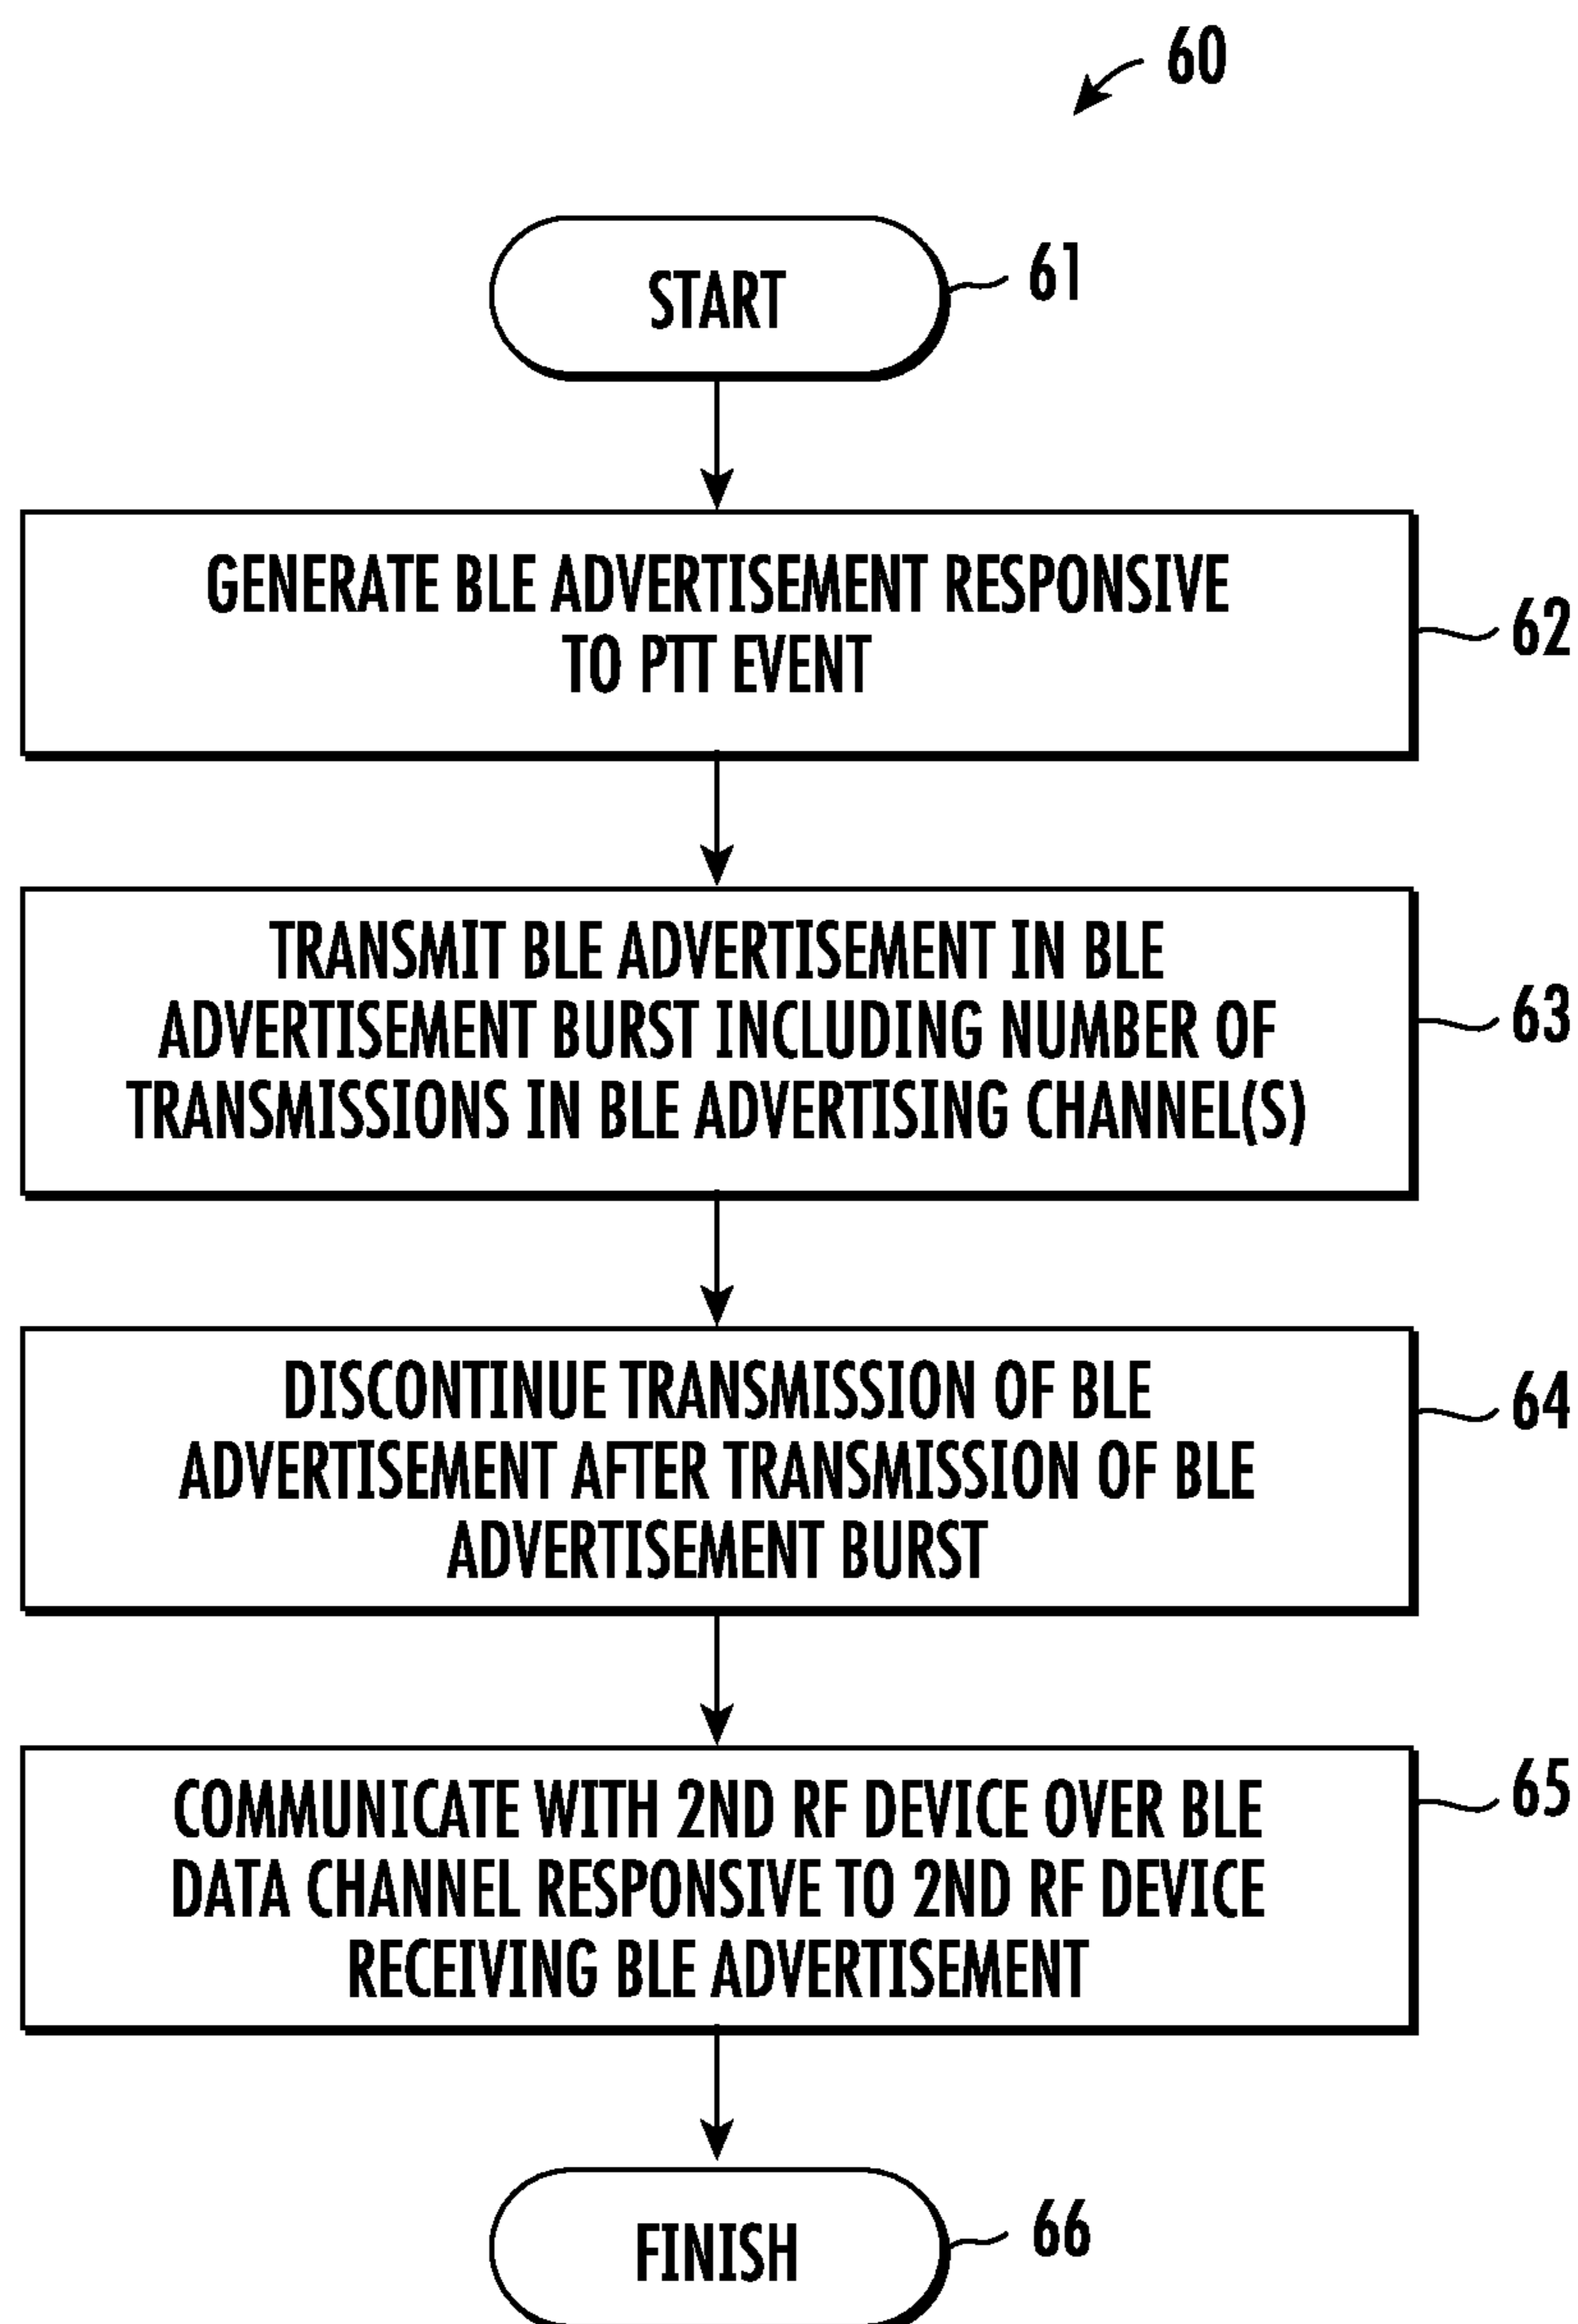 60
START
61
GENERATE BLE ADVERTISEMENT RESPONSIVE
TO PTT EVENT
62
TRANSMIT BLE ADVERTISEMENT IN BLE
ADVERTISEMENT BURST INCLUDING NUMBER OF
TRANSMISSIONS IN BLE ADVERTISING CHANNEL(S)
63
DISCONTINUE TRANSMISSION OF BLE
ADVERTISEMENT AFTER TRANSMISSION OF BLE
ADVERTISEMENT BURST
64
COMMUNICATE WITH 2ND RF DEVICE OVER BLE
DATA CHANNEL RESPONSIVE TO 2ND RF DEVICE
RECEIVING BLE ADVERTISEMENT
65
FINISH
66